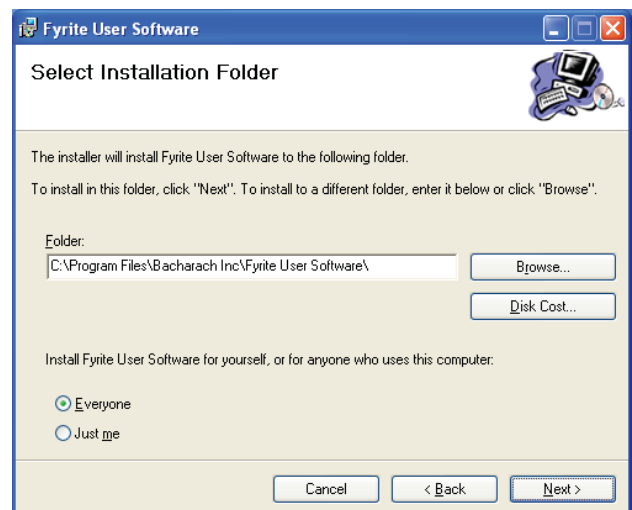 Fyrite User Software
Select Installation Folder
The installer will install Fyrite User Software to the following folder.
To install in this folder, click "Next". To install to a different folder, enter it below or click "Browse".
Folder:
C:\Program Files\Bacharach Inc\Fyrite User Software\
Browse...
Disk Cost...
Install Fyrite User Software for yourself, or for anyone who uses this computer:
Everyone
Just me
Cancel
< Back
Next >